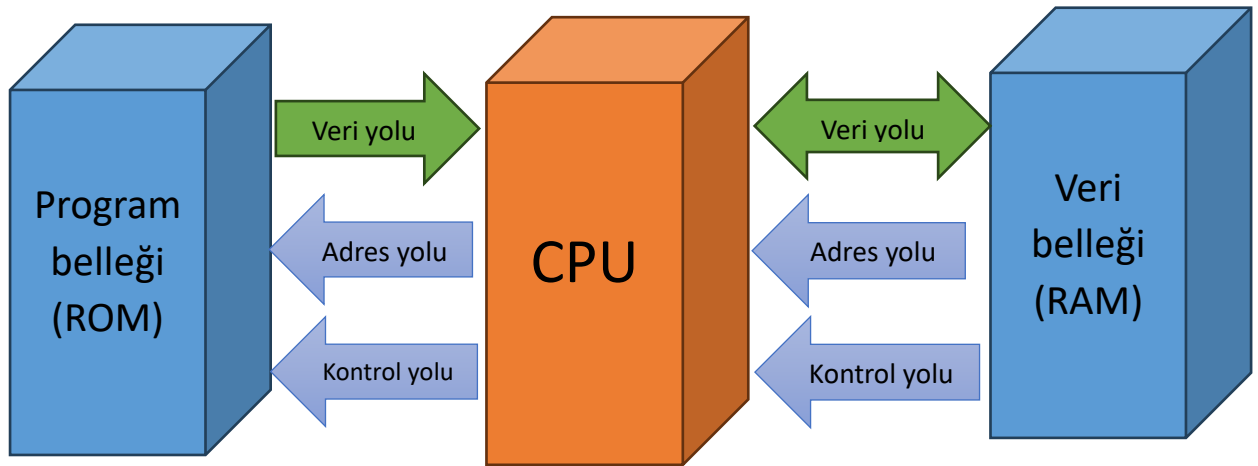 Program
belleği
(ROM)
Veri yolu
Adres yolu
Kontrol yolu
CPU
Veri yolu
Adres yolu
Kontrol yolu
Veri
belleği
(RAM)